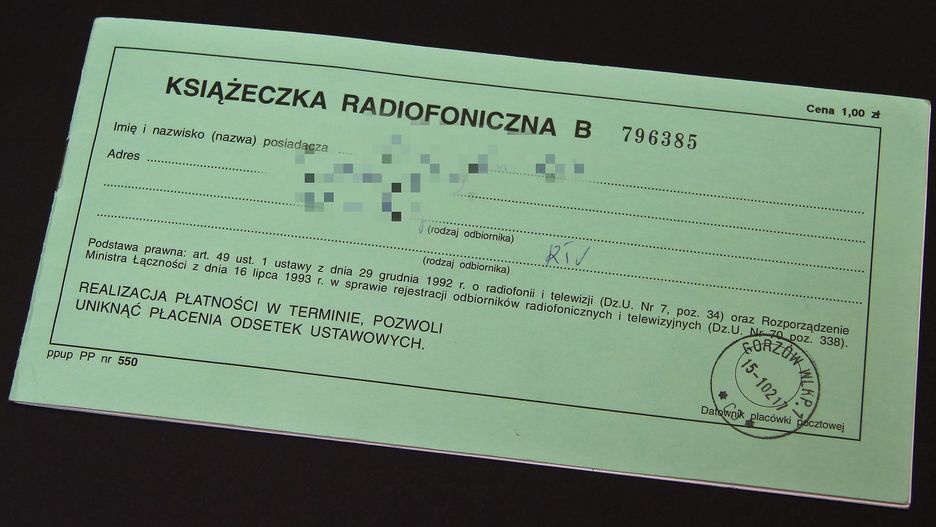 Cena 1,00 zł
KSIĄŻECZKA RADIOFONICZNA B 796385
Imię i nazwisko (nazwa) posiadacza
Adres
(rodzaj odbiornika)
RTV
(rodzaj odbiornika)
Podstawa prawna: art. 49 ust. 1 ustawy z dnia 29 grudnia 1992 r. o radiofonii i telewizji (Dz.U. Nr 7, poz. 34) oraz Rozporządzenie
Ministra Łączności z dnia 16 lipca 1993 r. w sprawie rejestracji odbiorników radiofonicznych i telewizyjnych (Dz.U. Nr 70 poz. 338).
REALIZACJA PŁATNOŚCI W TERMINIE, POZWOLI
UNIKNĄĆ PŁACENIA ODSETEK USTAWOWYCH.
GORZÓW WLKP.
Datownik placówki pocztowej
ppup PP nr 550